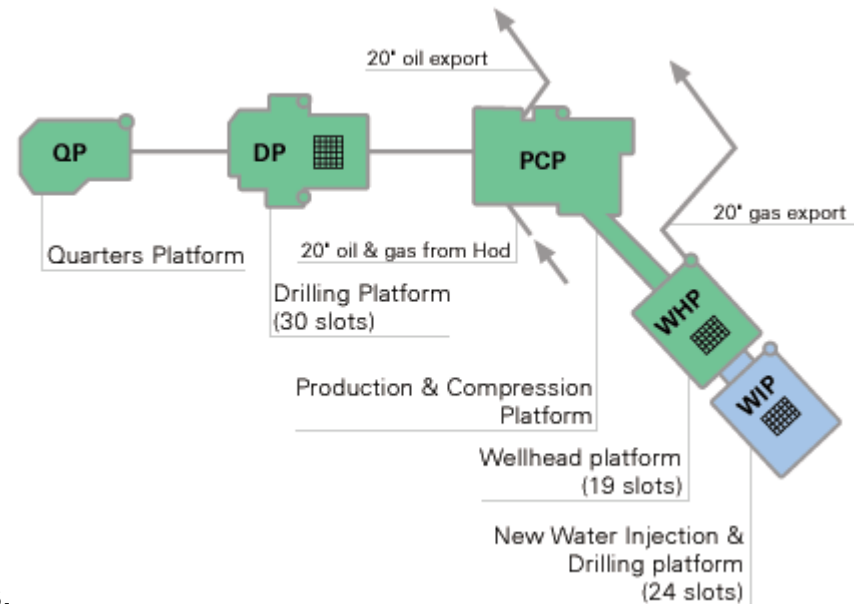 20" oil export
QP
DP
PCP
20" gas export
Quarters Platform
20" oil & gas from Hod
Drilling Platform
(30 slots)
WHP
Production & Compression
Platform
WIP
Wellhead platform
(19 slots)
New Water Injection &
Drilling platform
(24 slots)